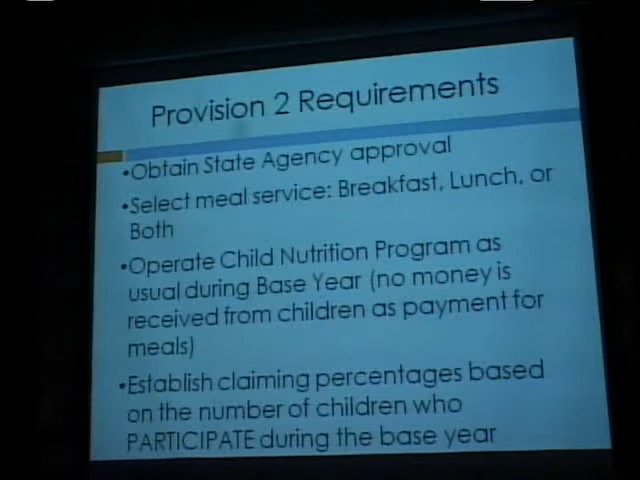 Provision 2 Requirements
•Obtain State Agency approval
•Select meal service: Breakfast, Lunch, or
Both
•Operate Child Nutrition Program as
usual during Base Year (no money is
received from children as payment for
meals)
•Establish claiming percentages based
on the number of children who
PARTICIPATE during the base year